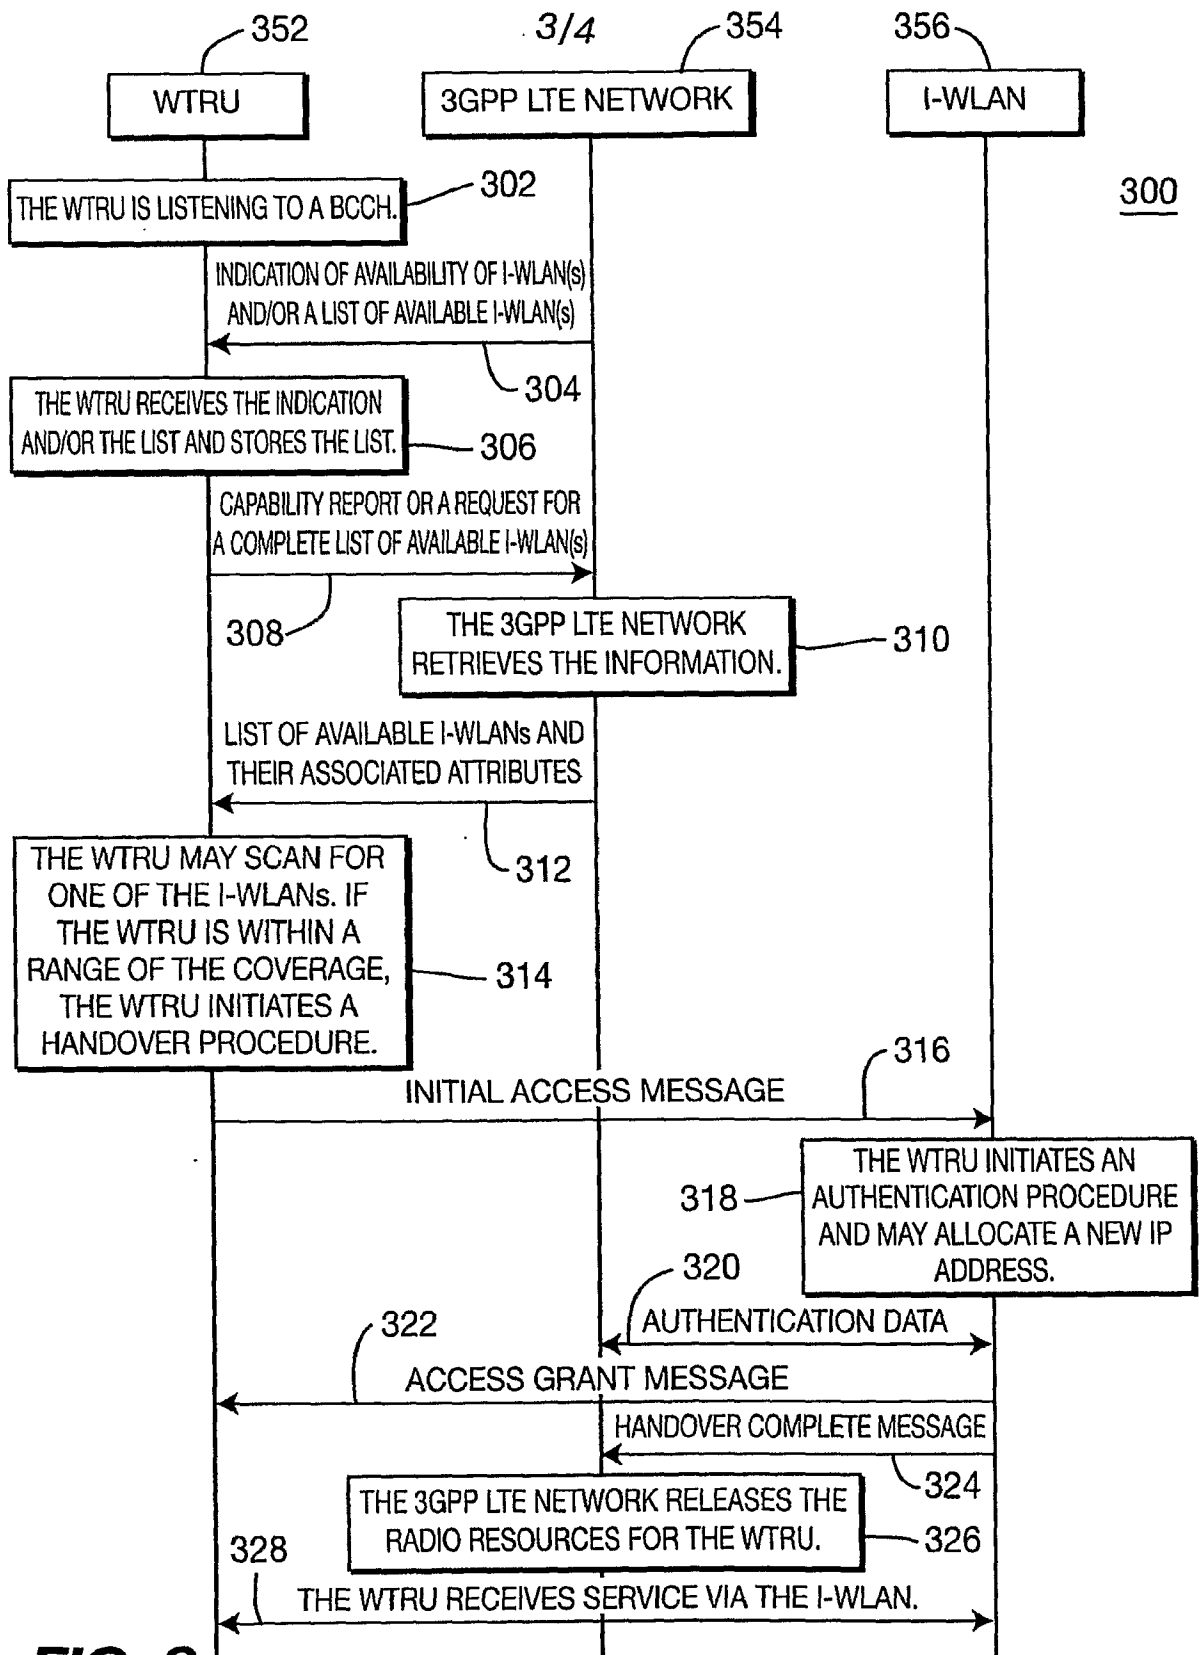 352
3/4
354
356
WTRU
3GPP LTE NETWORK
I-WLAN
302
300
THE WTRU IS LISTENING TO A BCCH.
INDICATION OF AVAILABILITY OF I-WLAN(s)
AND/OR A LIST OF AVAILABLE I-WLAN(s)
304
THE WTRU RECEIVES THE INDICATION
AND/OR THE LIST AND STORES THE LIST.
306
CAPABILITY REPORT OR A REQUEST FOR
A COMPLETE LIST OF AVAILABLE I-WLAN(s)
308
THE 3GPP LTE NETWORK
RETRIEVES THE INFORMATION.
310
LIST OF AVAILABLE I-WLANs AND
THEIR ASSOCIATED ATTRIBUTES
312
THE WTRU MAY SCAN FOR
ONE OF THE I-WLANs. IF
THE WTRU IS WITHIN A
RANGE OF THE COVERAGE,
THE WTRU INITIATES A
HANDOVER PROCEDURE.
314
316
INITIAL ACCESS MESSAGE
THE WTRU INITIATES AN
AUTHENTICATION PROCEDURE
AND MAY ALLOCATE A NEW IP
ADDRESS.
318
320
AUTHENTICATION DATA
322
ACCESS GRANT MESSAGE
HANDOVER COMPLETE MESSAGE
324
THE 3GPP LTE NETWORK RELEASES THE
RADIO RESOURCES FOR THE WTRU.
326
328
THE WTRU RECEIVES SERVICE VIA THE I-WLAN.
FIG.